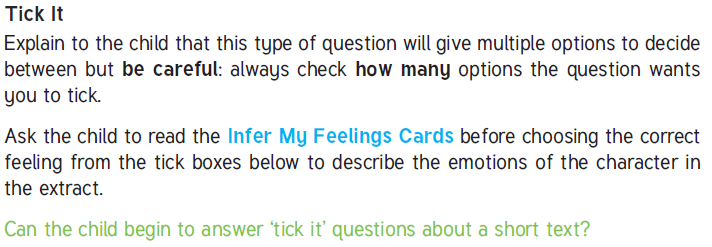 Tick It
Explain to the child that this type of question will give multiple options to decide
between but be careful: always check how many options the question wants
you to tick.
Ask the child to read the Infer My Feelings Cards before choosing the correct
feeling from the tick boxes below to describe the emotions of the character in
the extract.
Can the child begin to answer ‘tick it’ questions about a short text?